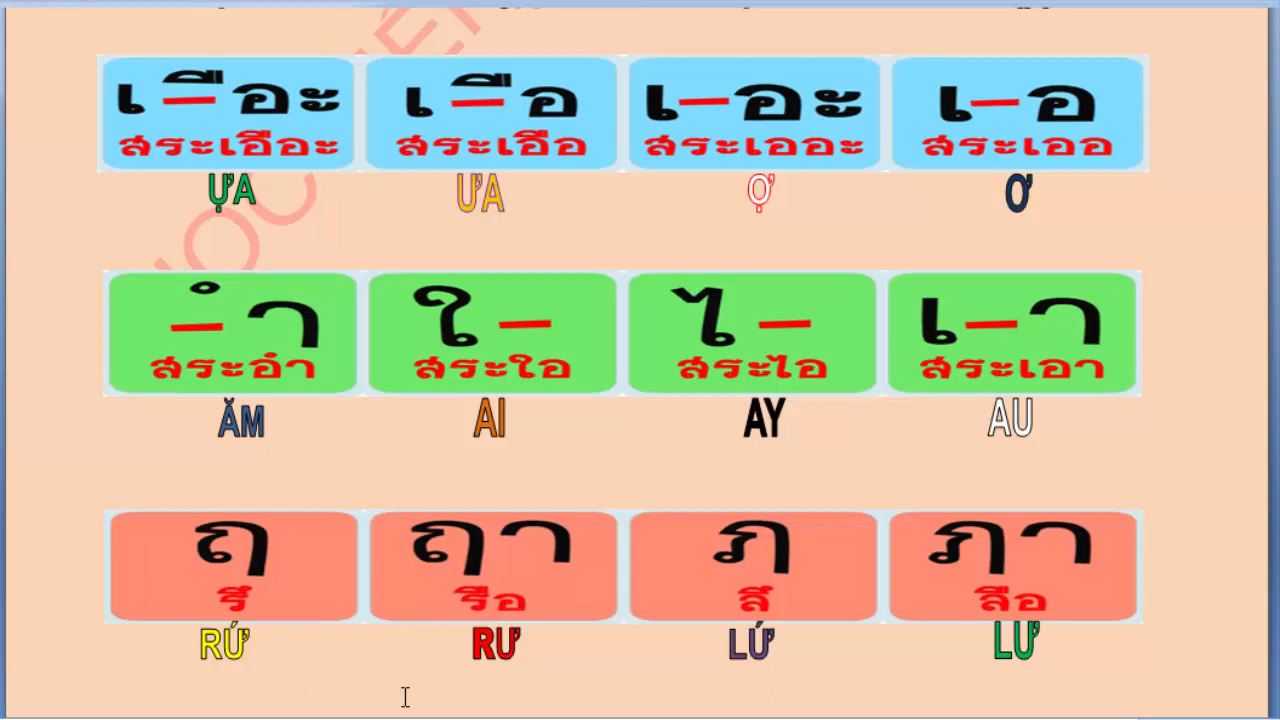 เ–ือะ เ–ือ เ–อะ เ–อ
สระเอือะ สระเอือ สระเออะ สระเออ
ỰA ƯA Ợ Ơ
–ำ ใ– ไ– เ–า
สระอำ สระใอ สระไอ สระเอา
ĂM AI AY AU
ฤ ฤา ภ ภา
รึ รือ ลึ ลือ
RỨ RƯ LỨ LƯ